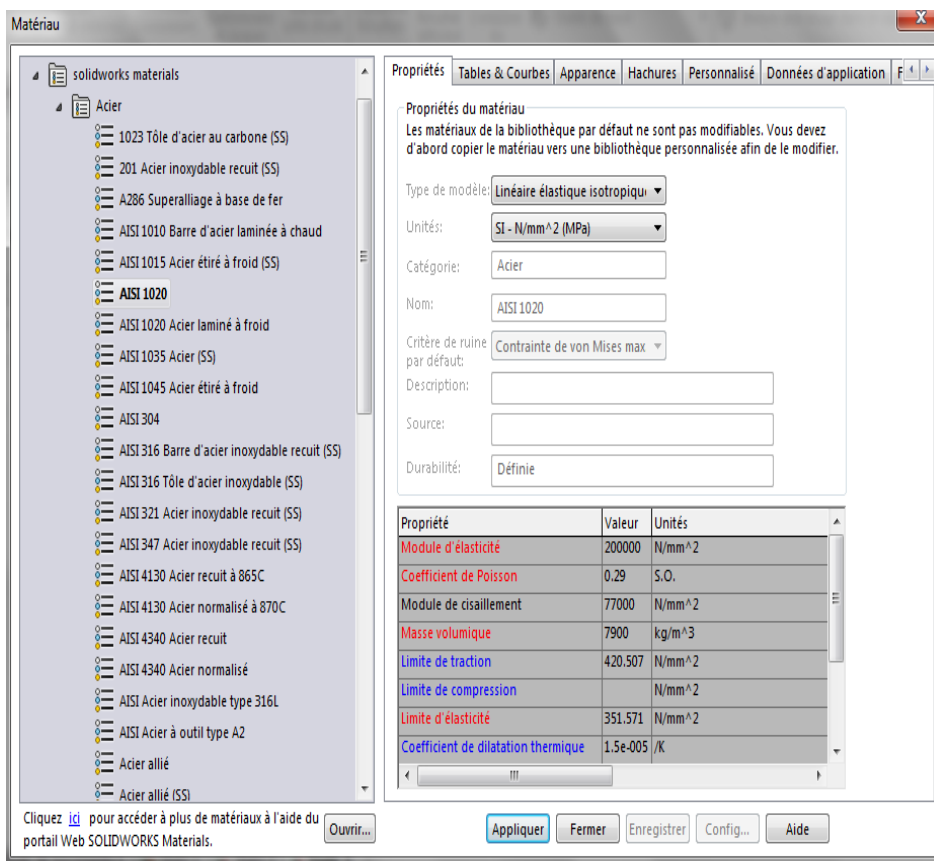 Matériau
X
solidworks materials
Acier
1023 Tôle d'acier au carbone (SS)
201 Acier inoxydable recuit (SS)
A286 Superalliage à base de fer
AISI 1010 Barre d'acier laminée à chaud
AISI 1015 Acier étiré à froid (SS)
AISI 1020
AISI 1020 Acier laminé à froid
AISI 1035 Acier (SS)
AISI 1045 Acier étiré à froid
AISI 304
AISI 316 Barre d'acier inoxydable recuit (SS)
AISI 316 Tôle d'acier inoxydable (SS)
AISI 321 Acier inoxydable recuit (SS)
AISI 347 Acier inoxydable recuit (SS)
AISI 4130 Acier recuit à 865C
AISI 4130 Acier normalisé à 870C
AISI 4340 Acier recuit
AISI 4340 Acier normalisé
AISI Acier inoxydable type 316L
AISI Acier à outil type A2
Acier allié
Acier allié (SS)
Cliquez ici pour accéder à plus de matériaux à l'aide du
portail Web SOLIDWORKS Materials.
Ouvrir...
Propriétés Tables & Courbes Apparence Hachures Personnalisé Données d'application F
Propriétés du matériau
Les matériaux de la bibliothèque par défaut ne sont pas modifiables. Vous devez
d'abord copier le matériau vers une bibliothèque personnalisée afin de le modifier.
Type de modèle: Linéaire élastique isotropiqu
Unités: SI - N/mm^2 (MPa)
Catégorie: Acier
Nom: AISI 1020
Critère de ruine
par défaut: Contrainte de von Mises max
Description:
Source:
Durabilité: Définie
Propriété Valeur Unités
Module d'élasticité 200000 N/mm^2
Coefficient de Poisson 0.29 S.O.
Module de cisaillement 77000 N/mm^2
Masse volumique 7900 kg/m^3
Limite de traction 420.507 N/mm^2
Limite de compression N/mm^2
Limite d'élasticité 351.571 N/mm^2
Coefficient de dilatation thermique 1.5e-005 /K
Appliquer Fermer Enregistrer Config... Aide